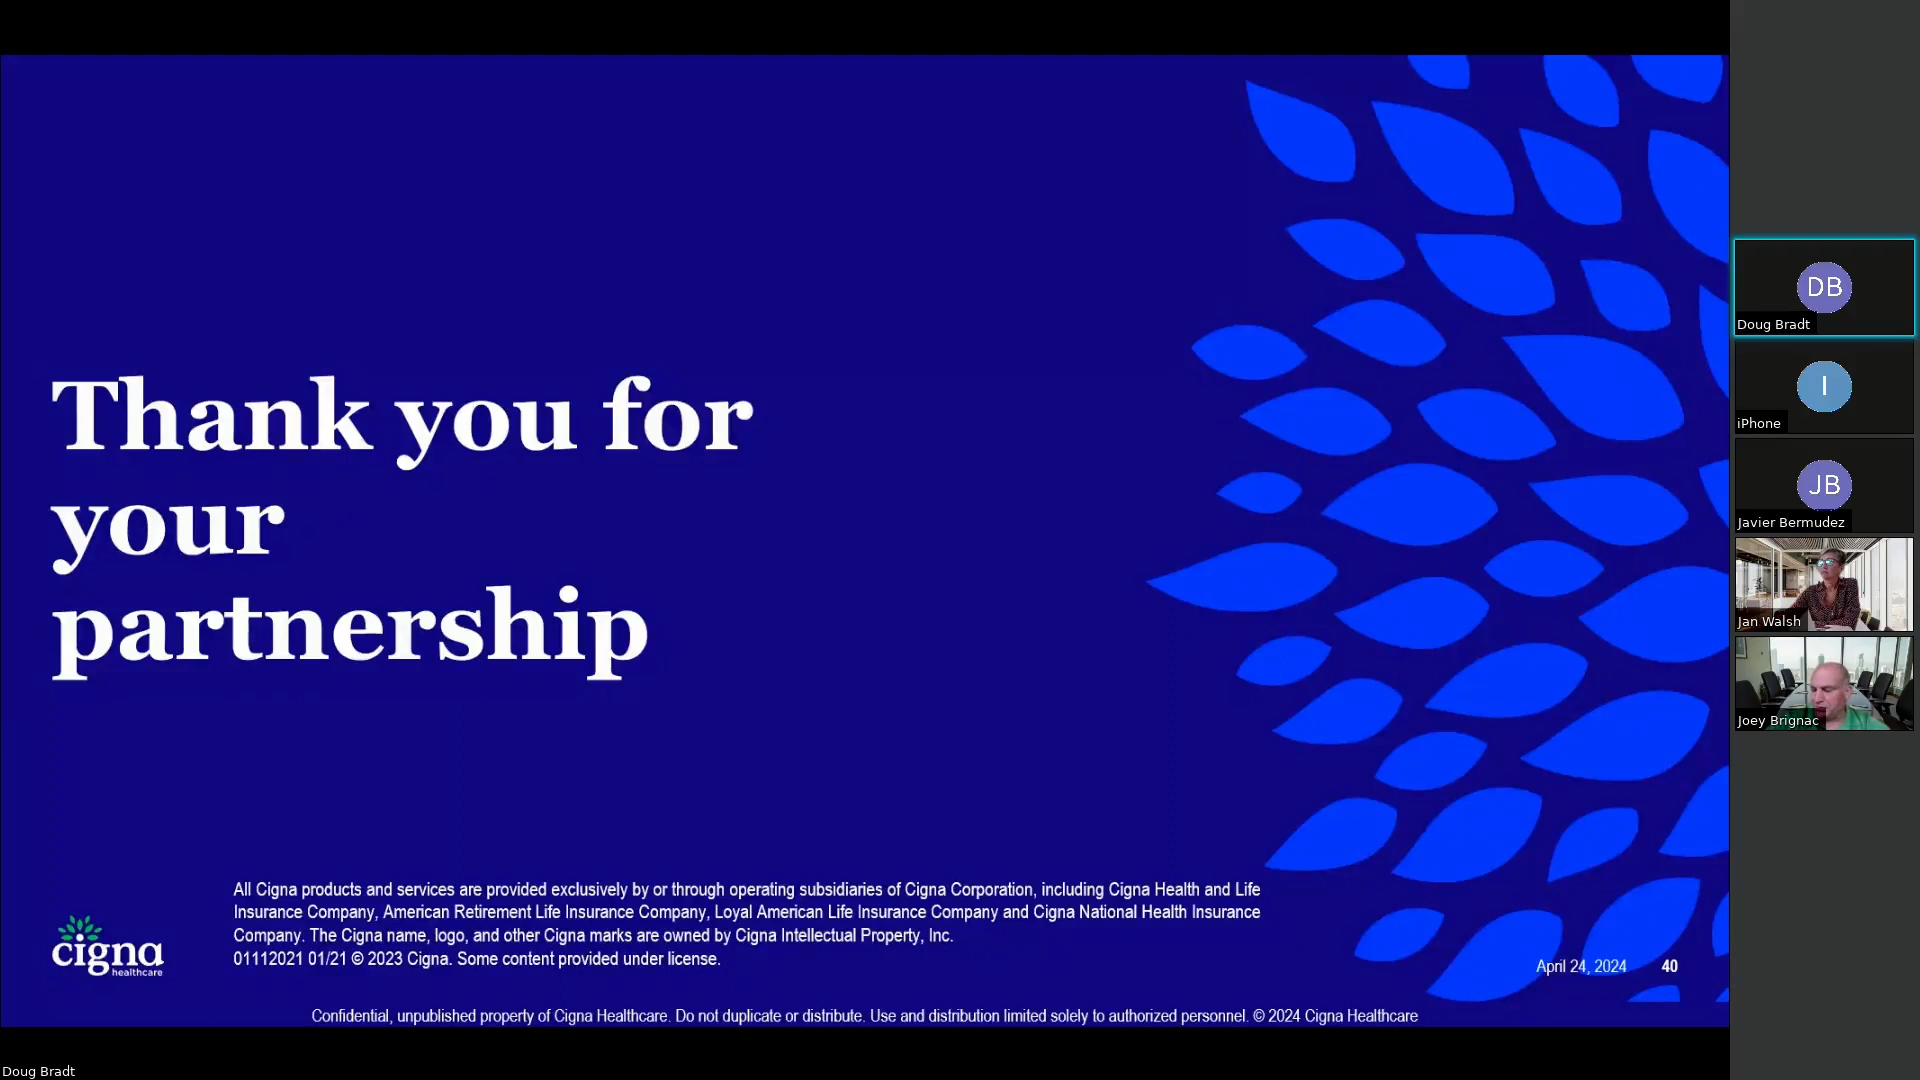 Thank you for
your
partnership
cigna
healthcare
All Cigna products and services are provided exclusively by or through operating subsidiaries of Cigna Corporation, including Cigna Health and Life
Insurance Company, American Retirement Life Insurance Company, Loyal American Life Insurance Company and Cigna National Health Insurance
Company. The Cigna name, logo, and other Cigna marks are owned by Cigna Intellectual Property, Inc.
01112021 01/21 © 2023 Cigna. Some content provided under license.
April 24, 2024 40
Confidential, unpublished property of Cigna Healthcare. Do not duplicate or distribute. Use and distribution limited solely to authorized personnel. © 2024 Cigna Healthcare
Doug Bradt
DB
Doug Bradt
I
iPhone
JB
Javier Bermudez
Jan Walsh
Joey Brignac